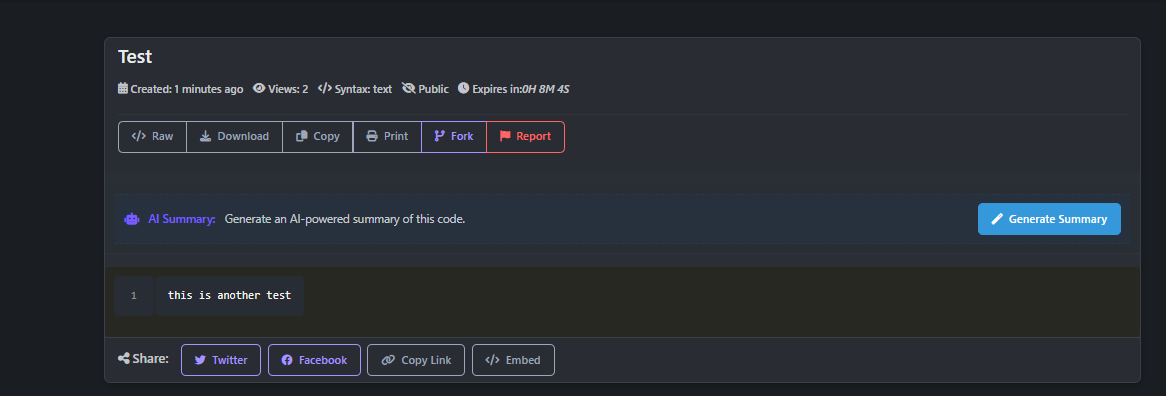 Test
Created: 1 minutes ago Views: 2 Syntax: text Public Expires in:0H 8M 4S
Raw Download Copy Print Fork Report
AI Summary: Generate an AI-powered summary of this code. Generate Summary
1 this is another test
Share: Twitter Facebook Copy Link Embed